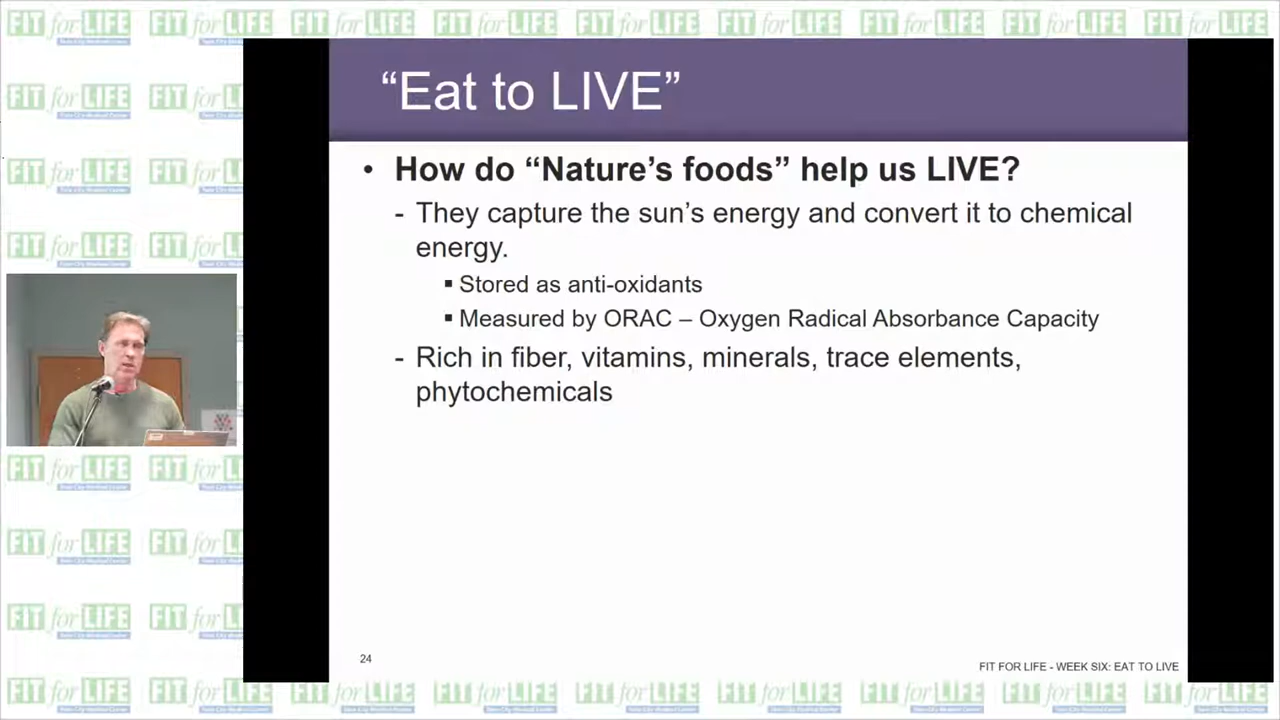 FIT for LIFE
“Eat to LIVE”
• How do “Nature’s foods” help us LIVE?
- They capture the sun’s energy and convert it to chemical
energy.
▪ Stored as anti-oxidants
▪ Measured by ORAC – Oxygen Radical Absorbance Capacity
- Rich in fiber, vitamins, minerals, trace elements,
phytochemicals
24
FIT FOR LIFE - WEEK SIX: EAT TO LIVE